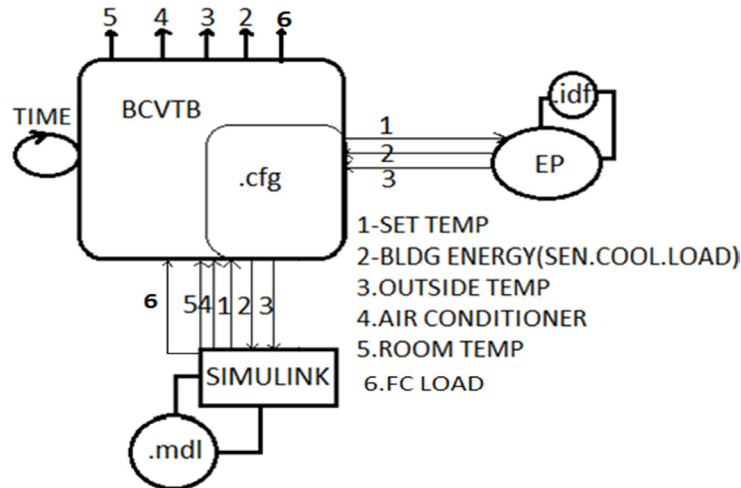 5 4 3 2 6
TIME
BCVTB
.cfg
1
2
3
.idf
EP
1-SET TEMP
2-BLDG ENERGY(SEN.COOL.LOAD)
3.OUTSIDE TEMP
4.AIR CONDITIONER
5.ROOM TEMP
6.FC LOAD
6 5 4 1 2 3
SIMULINK
.mdl